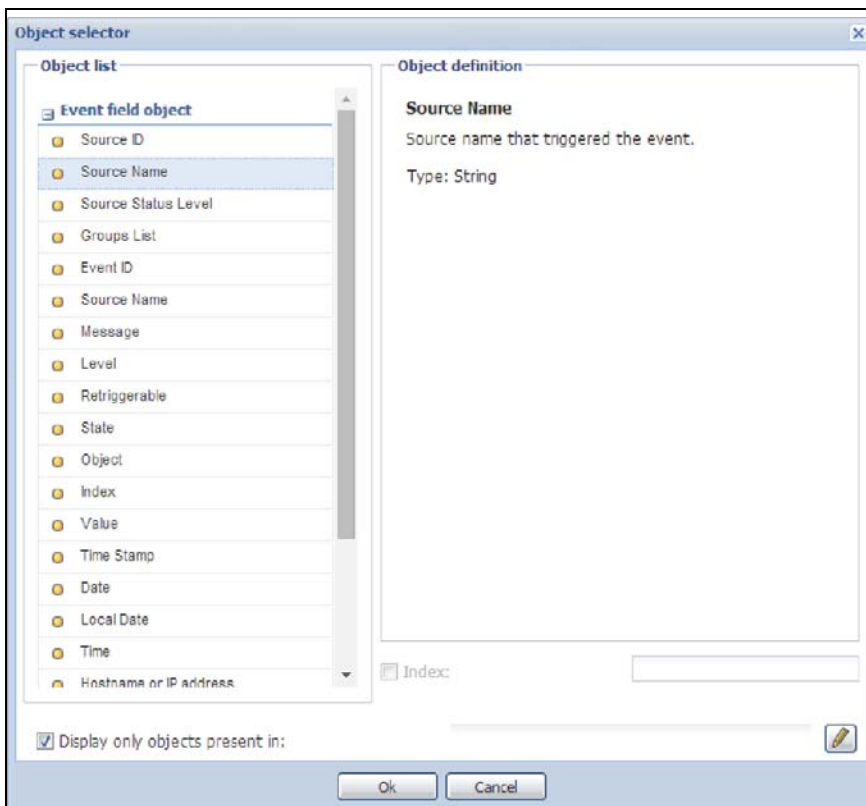 Object selector
Object list
Event field object
Source ID
Source Name
Source Status Level
Groups List
Event ID
Source Name
Message
Level
Retriggerable
State
Object
Index
Value
Time Stamp
Date
Local Date
Time
Hostname or IP address
Object definition
Source Name
Source name that triggered the event.
Type: String
Index:
Display only objects present in:
Ok
Cancel